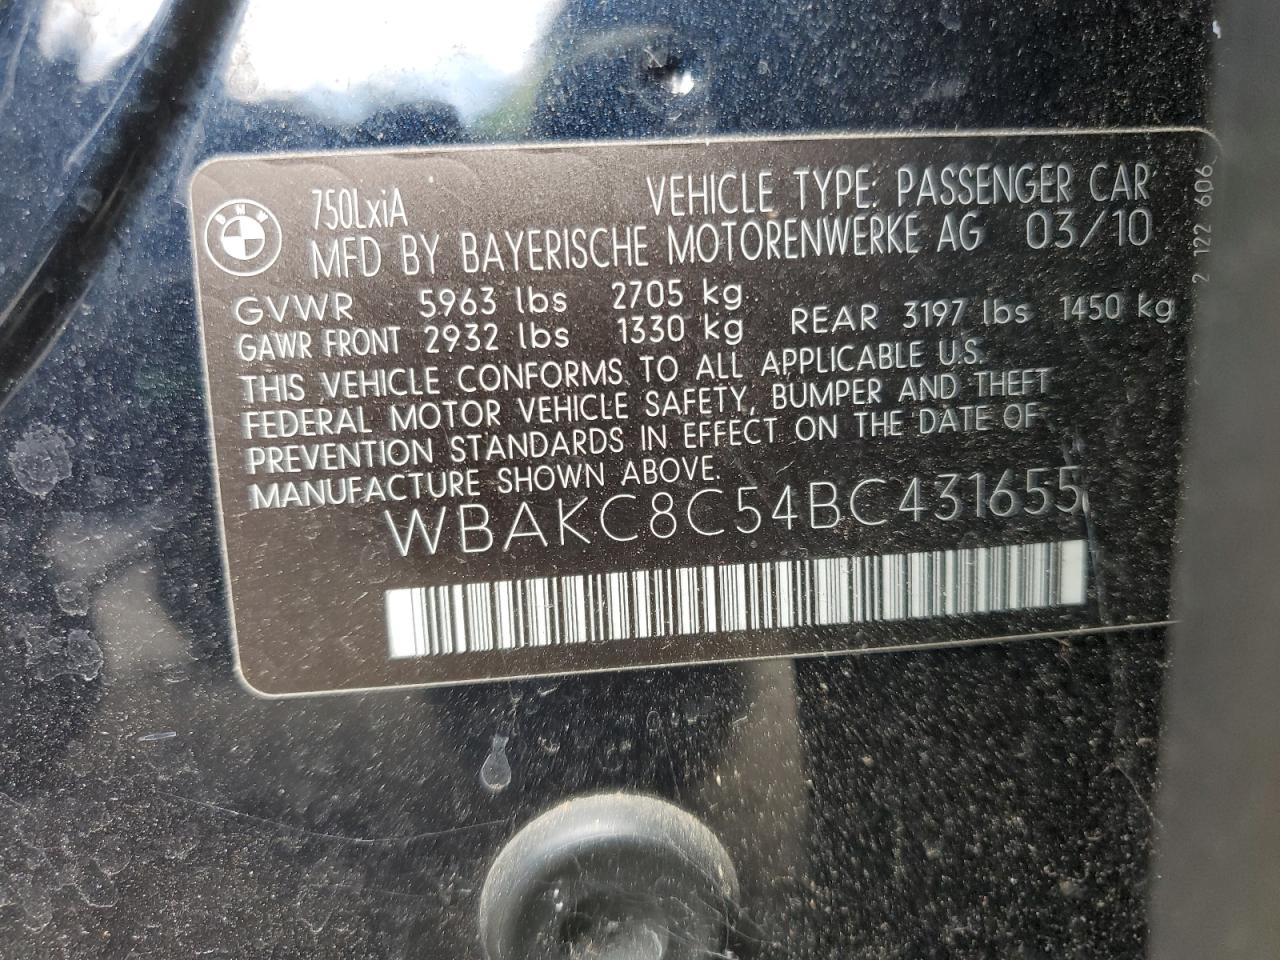 750LxiA VEHICLE TYPE: PASSENGER CAR
MFD BY BAYERISCHE MOTORENWERKE AG 03/10
GVWR 5963 lbs 2705 kg
GAWR FRONT 2932 lbs 1330 kg REAR 3197 lbs 1450 kg
THIS VEHICLE CONFORMS TO ALL APPLICABLE U.S.
FEDERAL MOTOR VEHICLE SAFETY, BUMPER AND THEFT
PREVENTION STANDARDS IN EFFECT ON THE DATE OF
MANUFACTURE SHOWN ABOVE.
WBAKC8C54BC431655
2 122 606
BMW